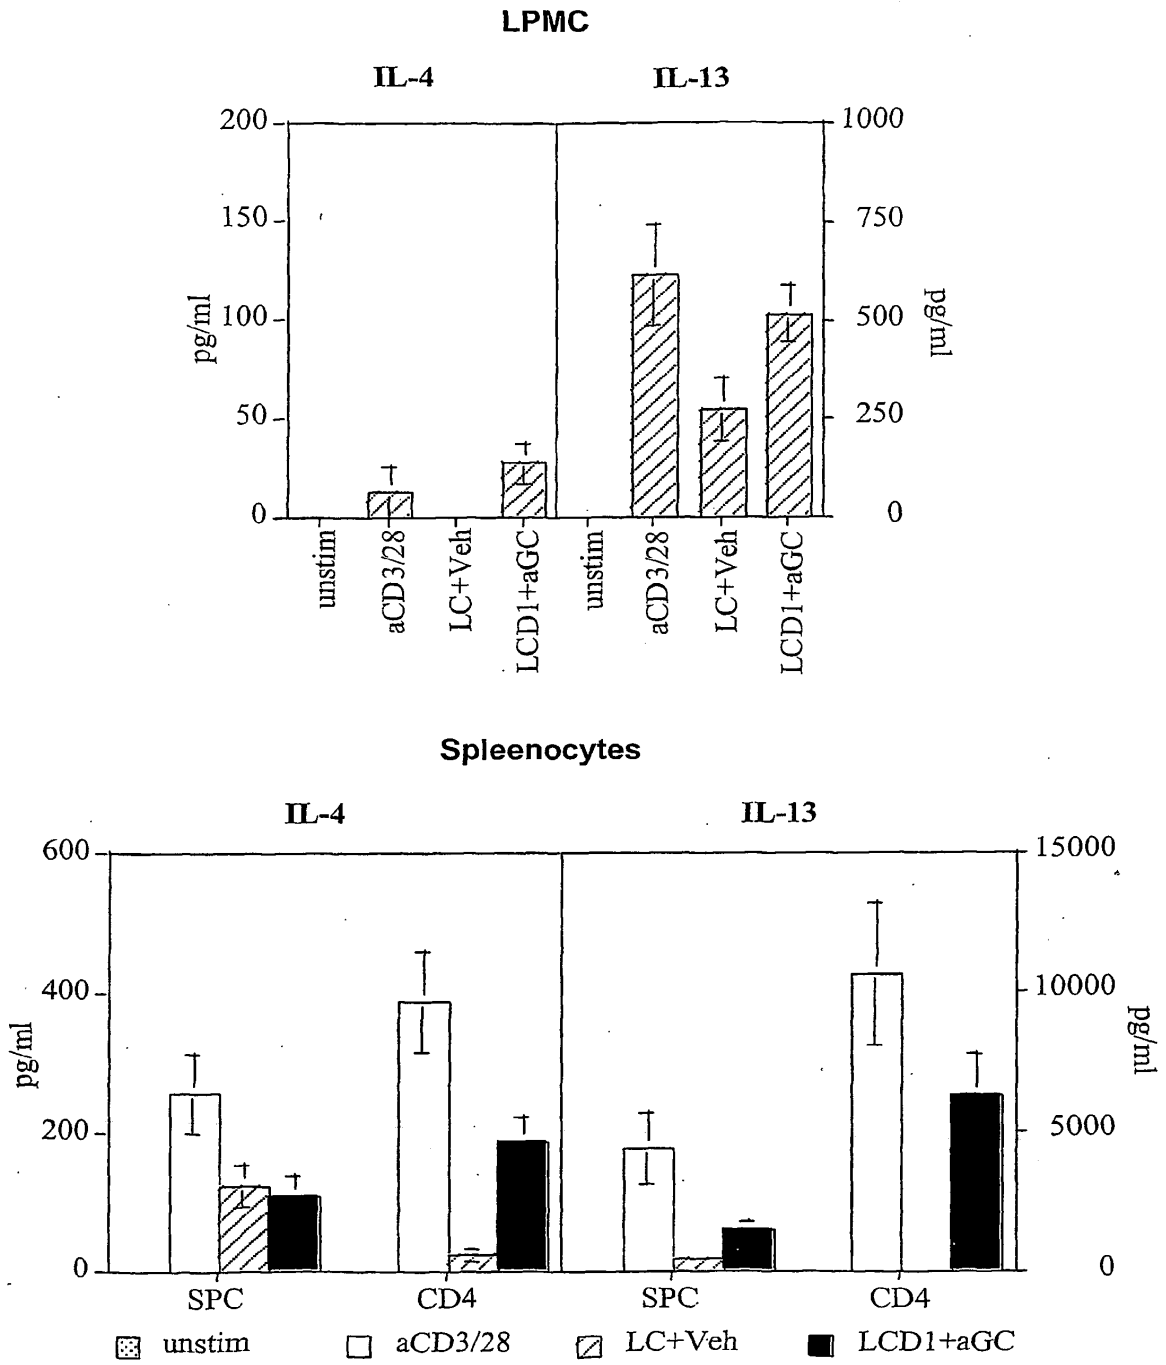 LPMC
IL-4 IL-13
200 1000
150 750
100 500
50 250
0 0
pg/ml pg/ml
unstim aCD3/28 LC+Veh LCD1+aGC unstim aCD3/28 LC+Veh LCD1+aGC
Spleenocytes
IL-4 IL-13
600 15000
400 10000
200 5000
0 0
pg/ml pg/ml
SPC CD4 SPC CD4
unstim aCD3/28 LC+Veh LCD1+aGC